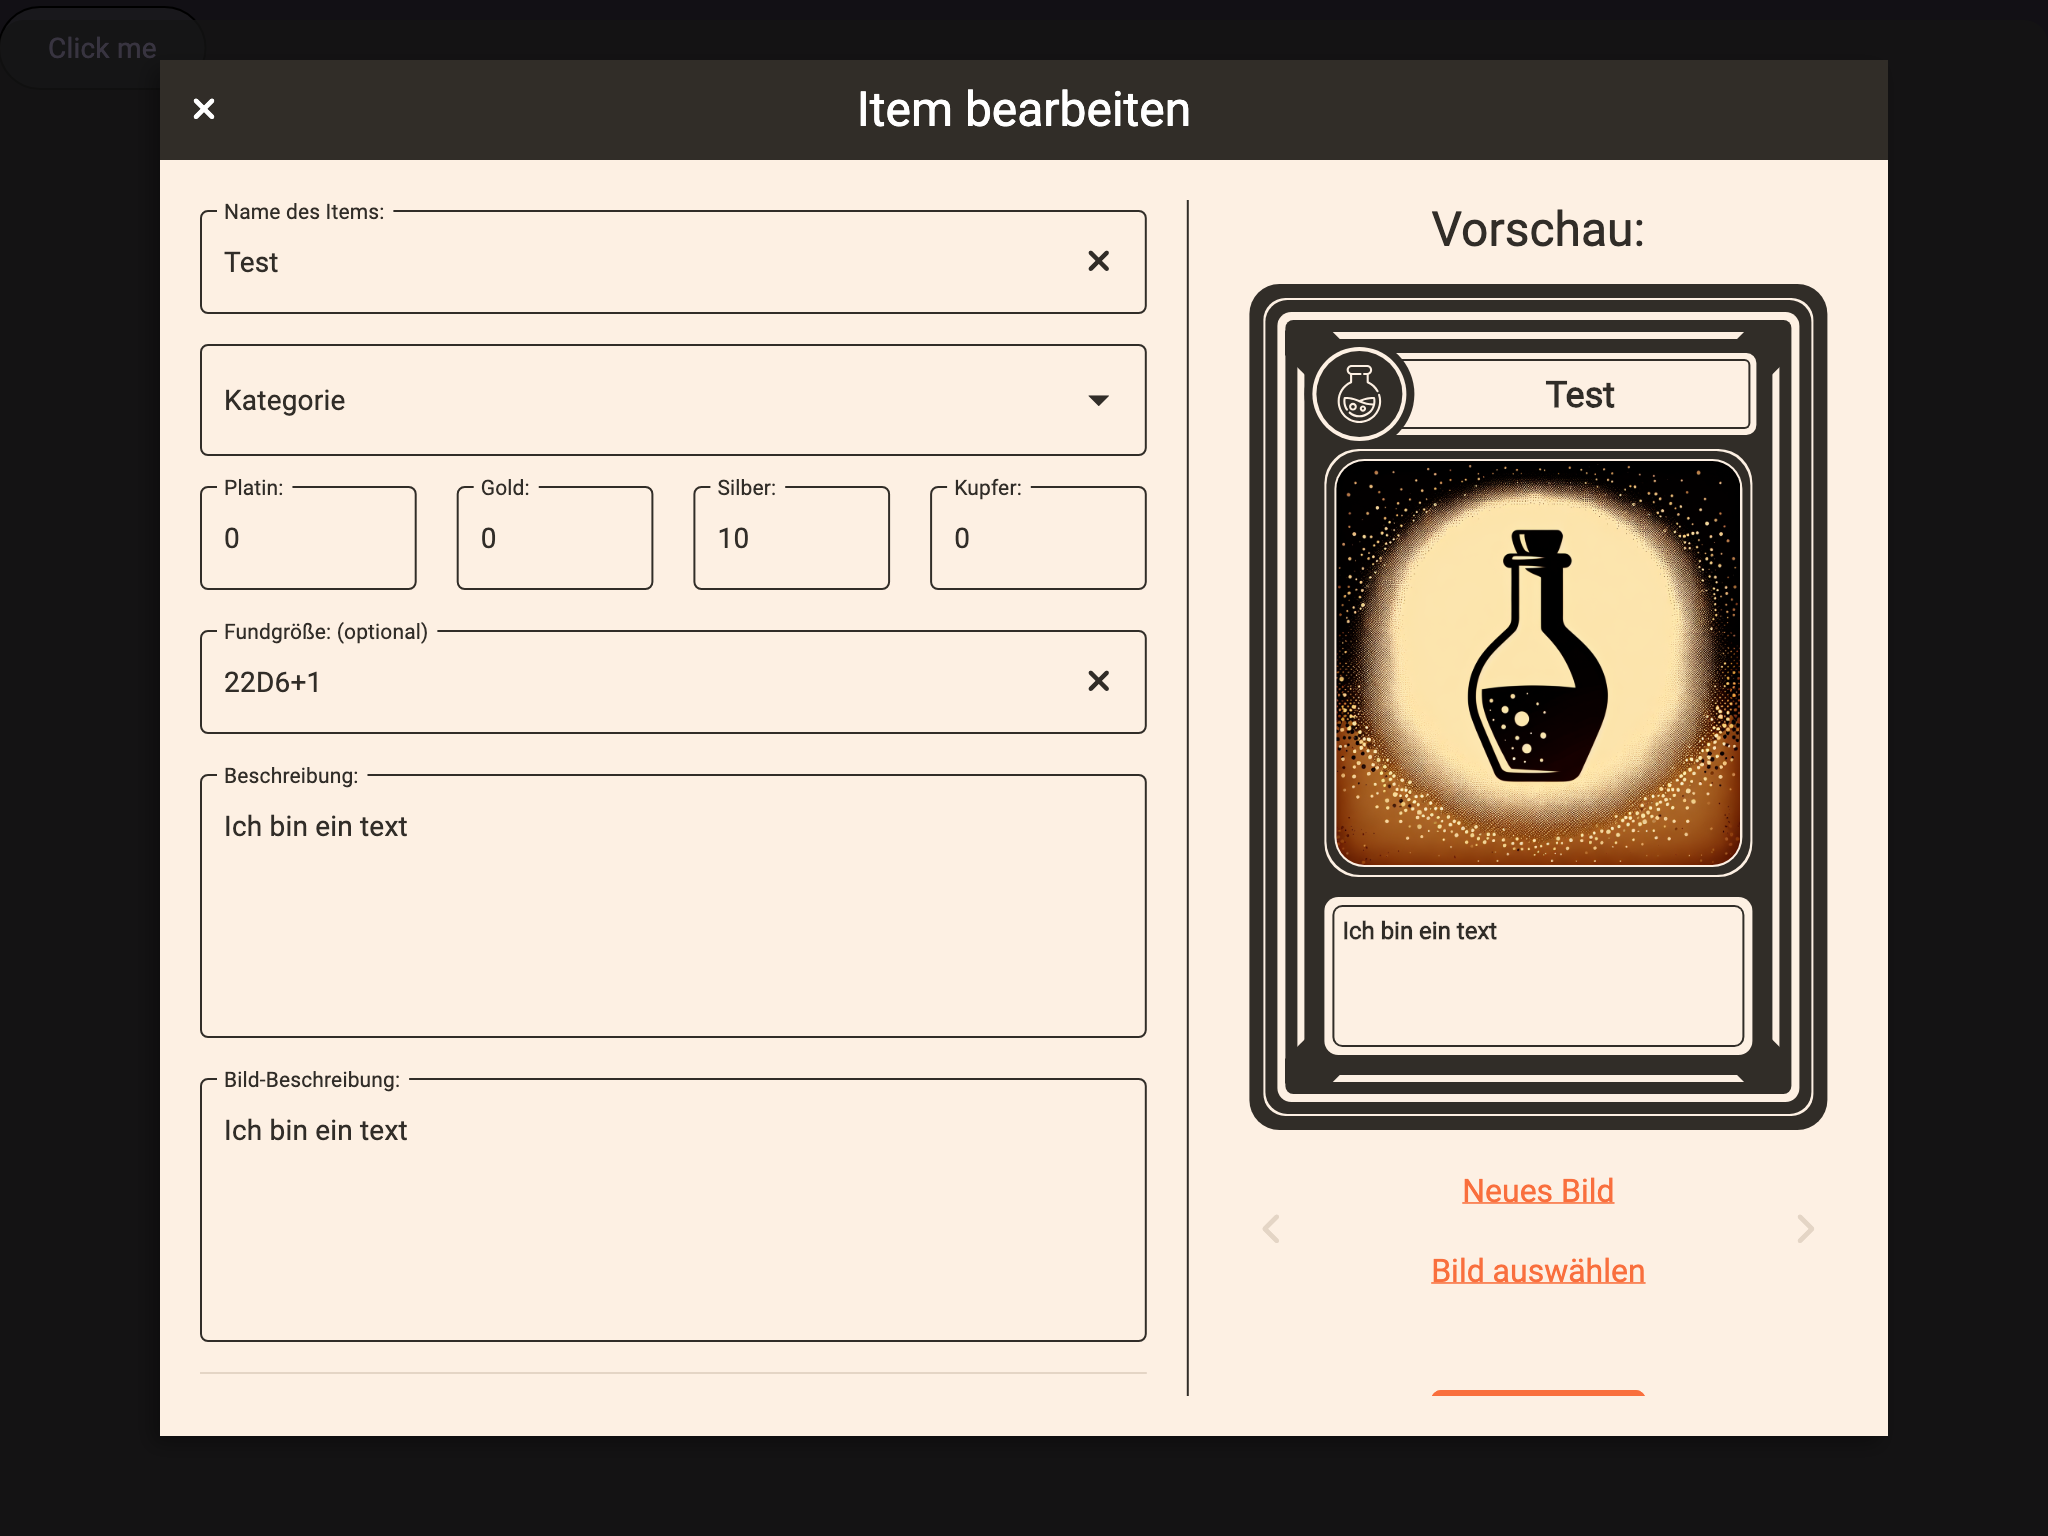 Click me
Item bearbeiten
Name des Items:
Test
Kategorie
Platin:
0
Gold:
0
Silber:
10
Kupfer:
0
Fundgröße: (optional)
22D6+1
Beschreibung:
Ich bin ein text
Bild-Beschreibung:
Ich bin ein text
Vorschau:
Test
Ich bin ein text
Neues Bild
Bild auswählen